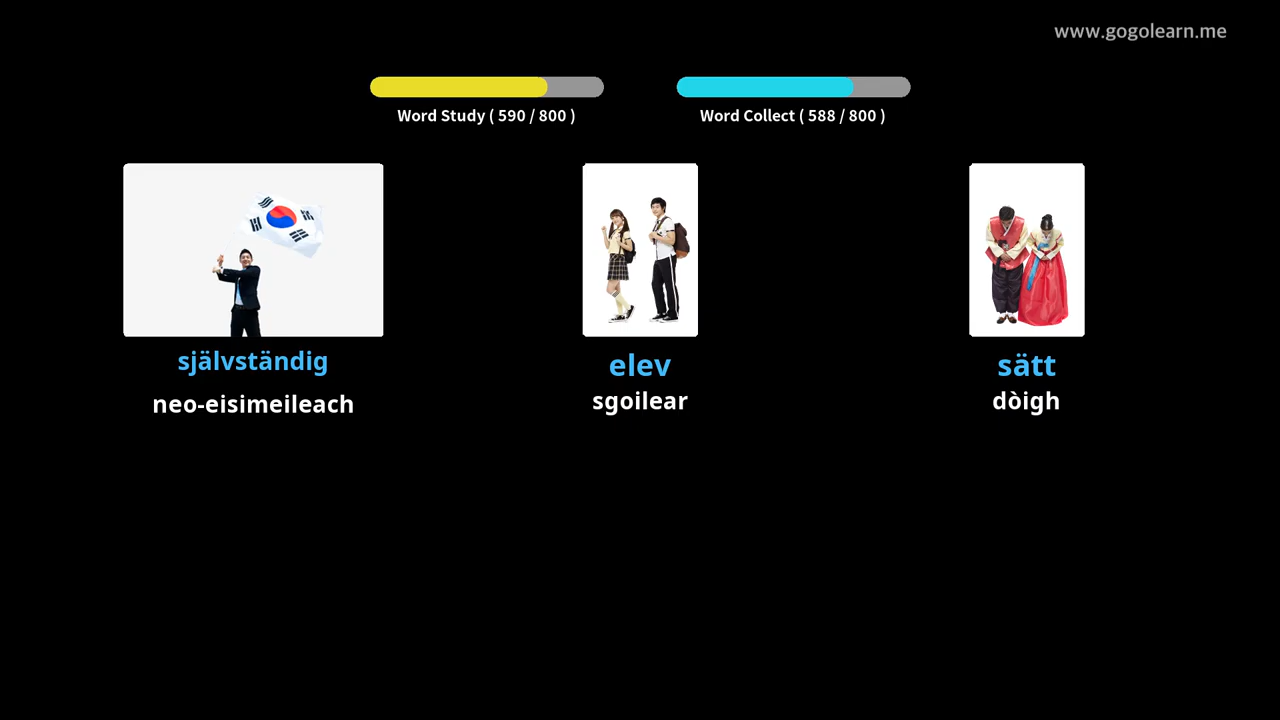 www.gogolearn.me
Word Study ( 590 / 800 )
Word Collect ( 588 / 800 )
självständig
neo-eisimeileach
elev
sgoilear
sätt
dòigh